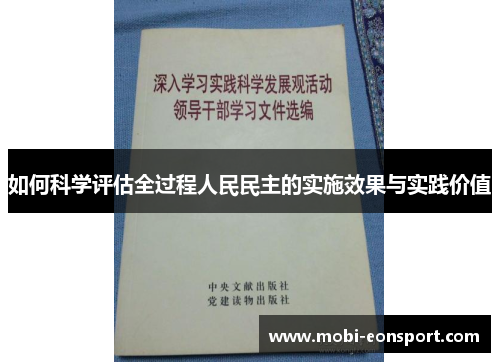 深入学习实践科学发展观活动
领导干部学习文件选编
如何科学评估全过程人民民主的实施效果与实践价值
中央文献出版社
党建读物出版社
www.mobi-eonsport.com